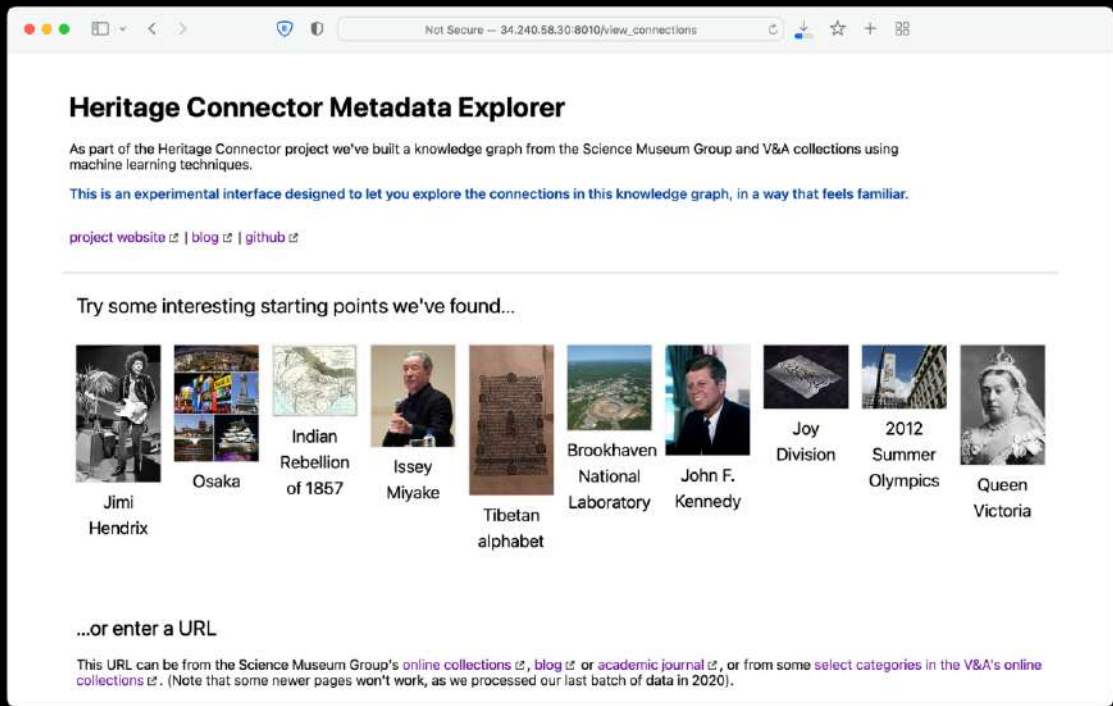 Not Secure — 34.240.58.30:8010/view_connections
Heritage Connector Metadata Explorer
As part of the Heritage Connector project we've built a knowledge graph from the Science Museum Group and V&A collections using
machine learning techniques.
This is an experimental interface designed to let you explore the connections in this knowledge graph, in a way that feels familiar.
project website | blog | github
Try some interesting starting points we've found...
Jimi
Hendrix
Osaka
Indian
Rebellion
of 1857
Issey
Miyake
Tibetan
alphabet
Brookhaven
National
Laboratory
John F.
Kennedy
Joy
Division
2012
Summer
Olympics
Queen
Victoria
...or enter a URL
This URL can be from the Science Museum Group's online collections , blog or academic journal , or from some select categories in the V&A's online
collections . (Note that some newer pages won't work, as we processed our last batch of data in 2020).